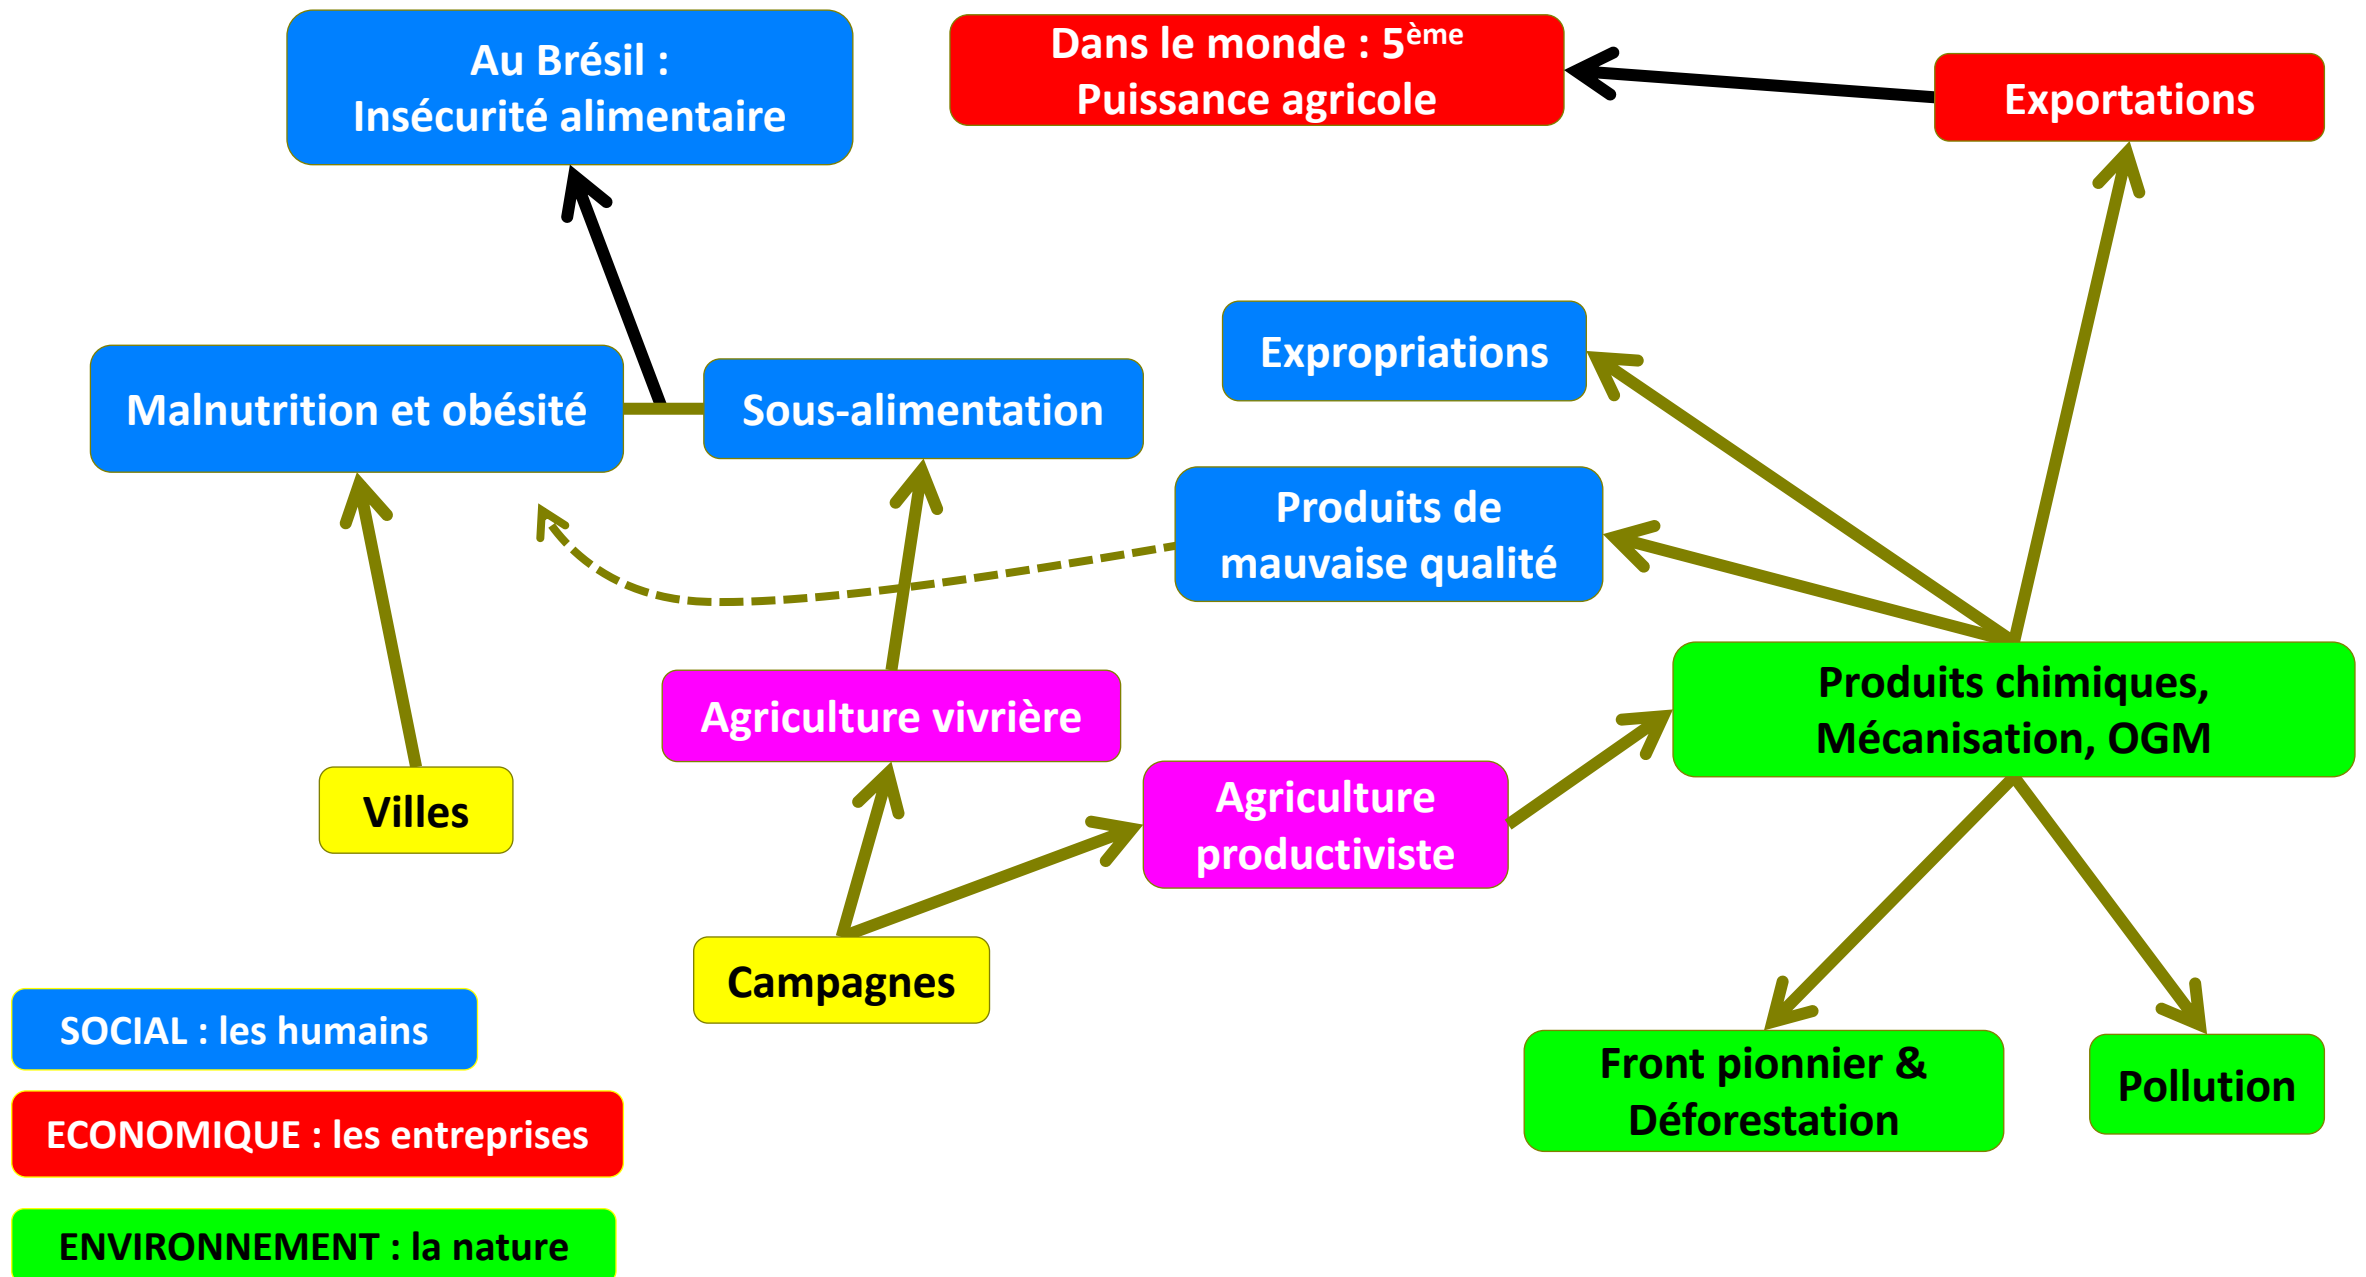 Au Brésil :
Insécurité alimentaire
Dans le monde : 5ème
Puissance agricole
Exportations
Expropriations
Malnutrition et obésité
Sous-alimentation
Produits de
mauvaise qualité
Agriculture vivrière
Produits chimiques,
Mécanisation, OGM
Villes
Agriculture
productiviste
Campagnes
SOCIAL : les humains
ECONOMIQUE : les entreprises
ENVIRONNEMENT : la nature
Front pionnier &
Déforestation
Pollution